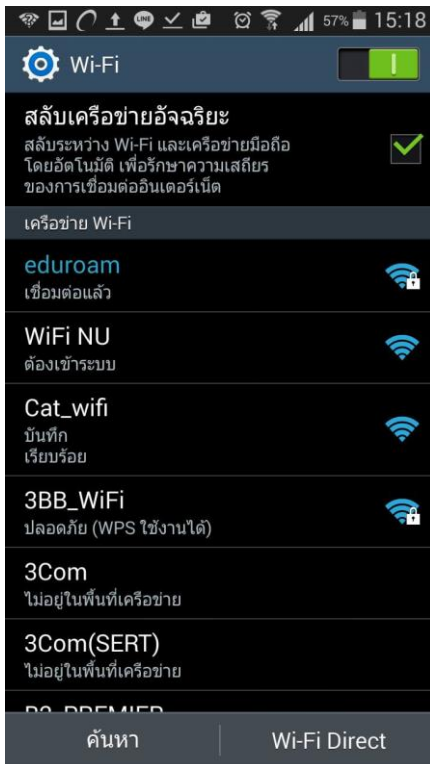 57% 15:18
Wi-Fi
สลับเครือข่ายอัจฉริยะ
สลับระหว่าง Wi-Fi และเครือข่ายมือถือ
โดยอัตโนมัติ เพื่อรักษาความเสถียร
ของการเชื่อมต่ออินเตอร์เน็ต
เครือข่าย Wi-Fi
eduroam
เชื่อมต่อแล้ว
WiFi NU
ต้องเข้าระบบ
Cat_wifi
บันทึก
เรียบร้อย
3BB_WiFi
ปลอดภัย (WPS ใช้งานได้)
3Com
ไม่อยู่ในพื้นที่เครือข่าย
3Com(SERT)
ไม่อยู่ในพื้นที่เครือข่าย
ค้นหา
Wi-Fi Direct